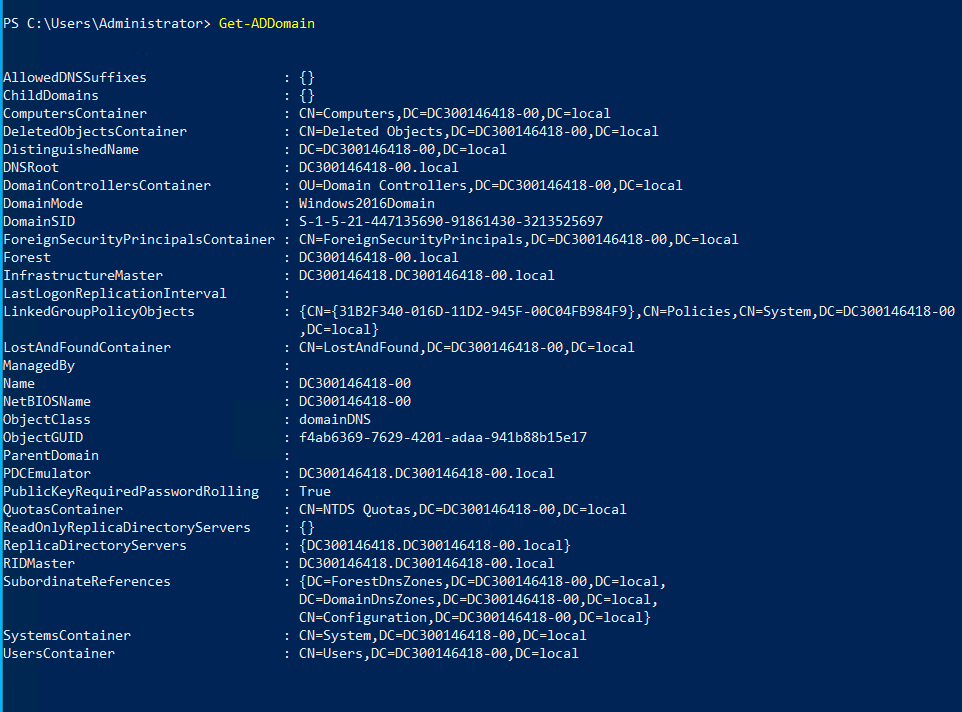 PS C:\Users\Administrator> Get-ADDomain
AllowedDNSSuffixes : {}
ChildDomains : {}
ComputersContainer : CN=Computers,DC=DC300146418-00,DC=local
DeletedObjectsContainer : CN=Deleted Objects,DC=DC300146418-00,DC=local
DistinguishedName : DC=DC300146418-00,DC=local
DNSRoot : DC300146418-00.local
DomainControllersContainer : OU=Domain Controllers,DC=DC300146418-00,DC=local
DomainMode : Windows2016Domain
DomainSID : S-1-5-21-447135690-91861430-3213525697
ForeignSecurityPrincipalsContainer : CN=ForeignSecurityPrincipals,DC=DC300146418-00,DC=local
Forest : DC300146418-00.local
InfrastructureMaster : DC300146418.DC300146418-00.local
LastLogonReplicationInterval :
LinkedGroupPolicyObjects : {CN={31B2F340-016D-11D2-945F-00C04FB984F9},CN=Policies,CN=System,DC=DC300146418-00
,DC=local}
LostAndFoundContainer : CN=LostAndFound,DC=DC300146418-00,DC=local
ManagedBy :
Name : DC300146418-00
NetBIOSName : DC300146418-00
ObjectClass : domainDNS
ObjectGUID : f4ab6369-7629-4201-adaa-941b88b15e17
ParentDomain :
PDCEmulator : DC300146418.DC300146418-00.local
PublicKeyRequiredPasswordRolling : True
QuotasContainer : CN=NTDS Quotas,DC=DC300146418-00,DC=local
ReadOnlyReplicaDirectoryServers : {}
ReplicaDirectoryServers : {DC300146418.DC300146418-00.local}
RIDMaster : DC300146418.DC300146418-00.local
SubordinateReferences : {DC=ForestDnsZones,DC=DC300146418-00,DC=local,
DC=DomainDnsZones,DC=DC300146418-00,DC=local,
CN=Configuration,DC=DC300146418-00,DC=local}
SystemsContainer : CN=System,DC=DC300146418-00,DC=local
UsersContainer : CN=Users,DC=DC300146418-00,DC=local